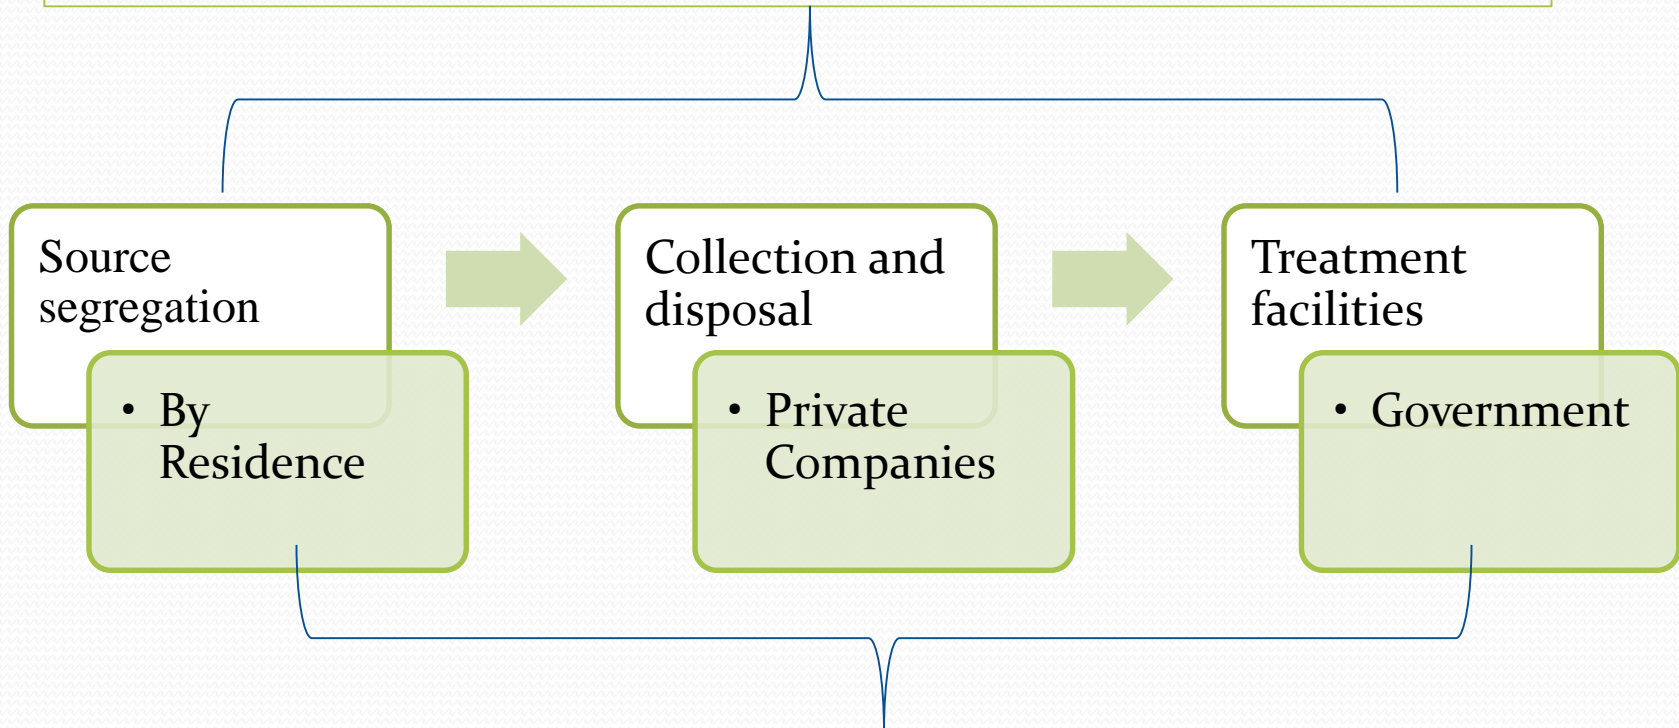 Source
segregation
• By
Residence
Collection and
disposal
• Private
Companies
Treatment
facilities
• Government